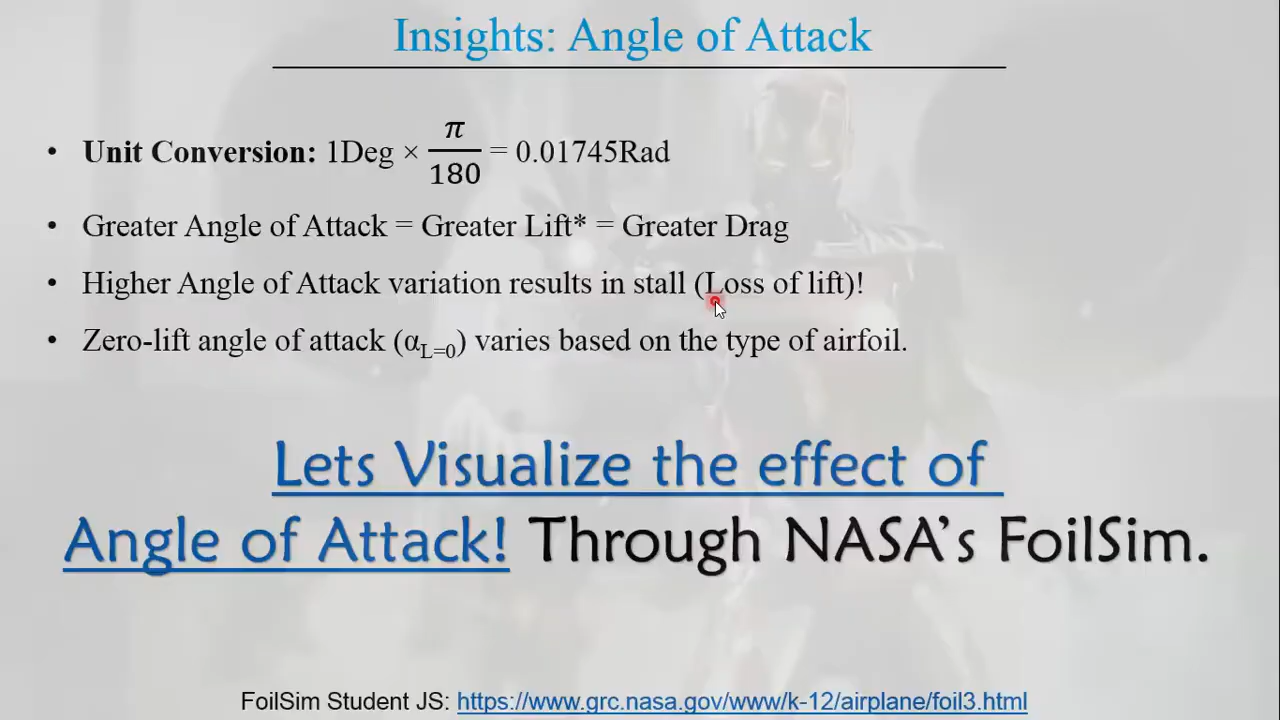 Insights: Angle of Attack
• Unit Conversion: 1Deg × π/180 = 0.01745Rad
• Greater Angle of Attack = Greater Lift* = Greater Drag
• Higher Angle of Attack variation results in stall (Loss of lift)!
• Zero-lift angle of attack (α_L=0) varies based on the type of airfoil.
Lets Visualize the effect of
Angle of Attack! Through NASA's FoilSim.
FoilSim Student JS: https://www.grc.nasa.gov/www/k-12/airplane/foil3.html